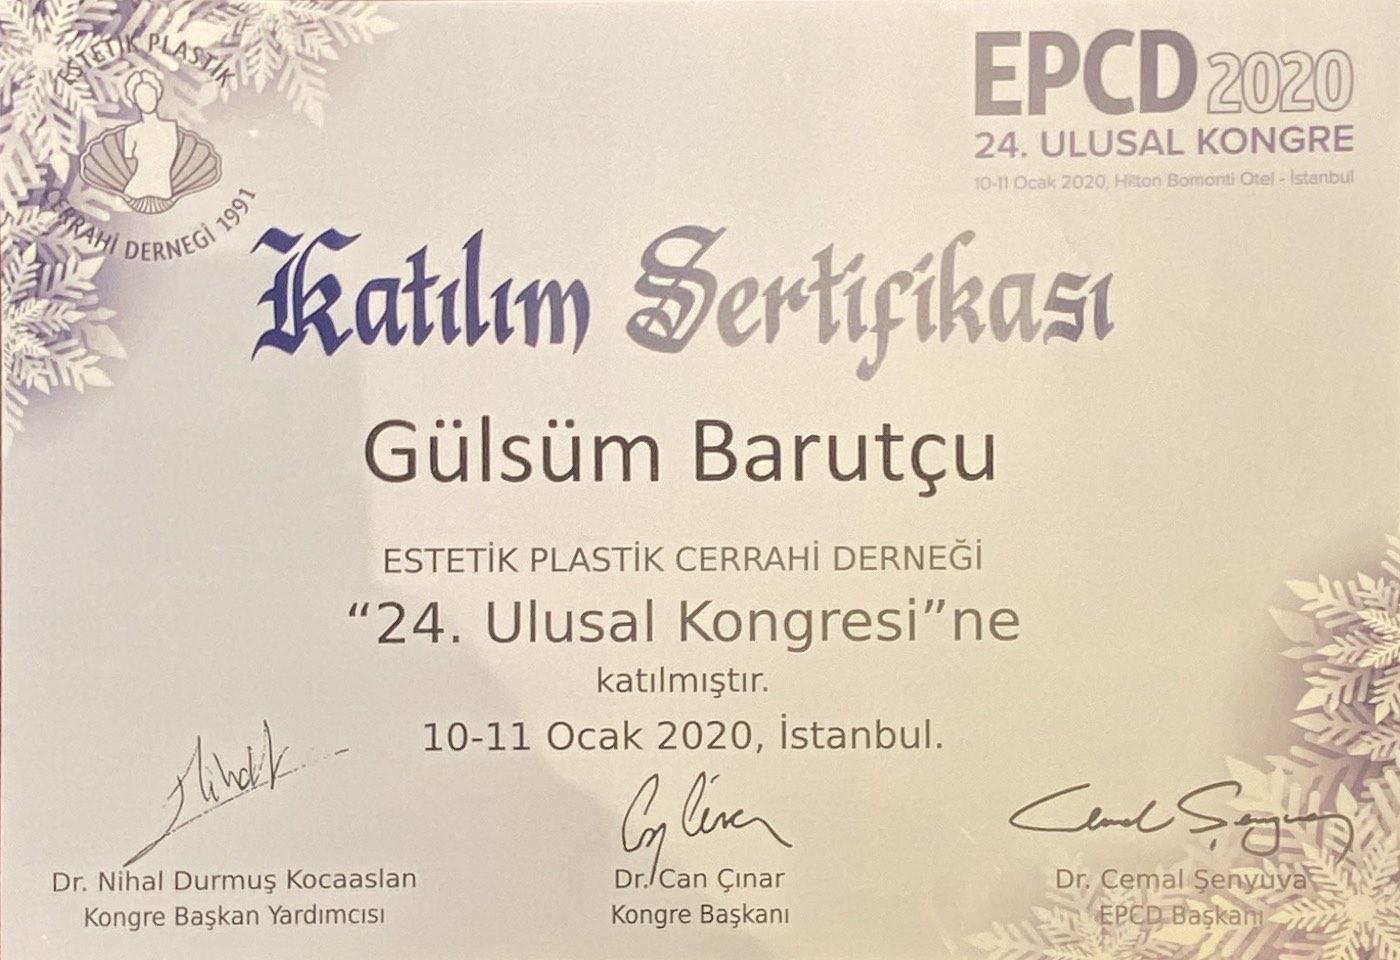 ESTETİK PLASTİK
CERRAHİ DERNEĞİ 1991
EPCD 2020
24. ULUSAL KONGRE
10-11 Ocak 2020, Hilton Bomonti Otel - İstanbul
Katılım Sertifikası
Gülsüm Barutçu
ESTETİK PLASTİK CERRAHİ DERNEĞİ
“24. Ulusal Kongresi”ne
katılmıştır.
10-11 Ocak 2020, İstanbul.
Dr. Nihal Durmuş Kocaaslan
Kongre Başkan Yardımcısı
Dr. Can Çınar
Kongre Başkanı
Cemal Şenyuva
Dr. Cemal Şenyuva
EPCD Başkanı